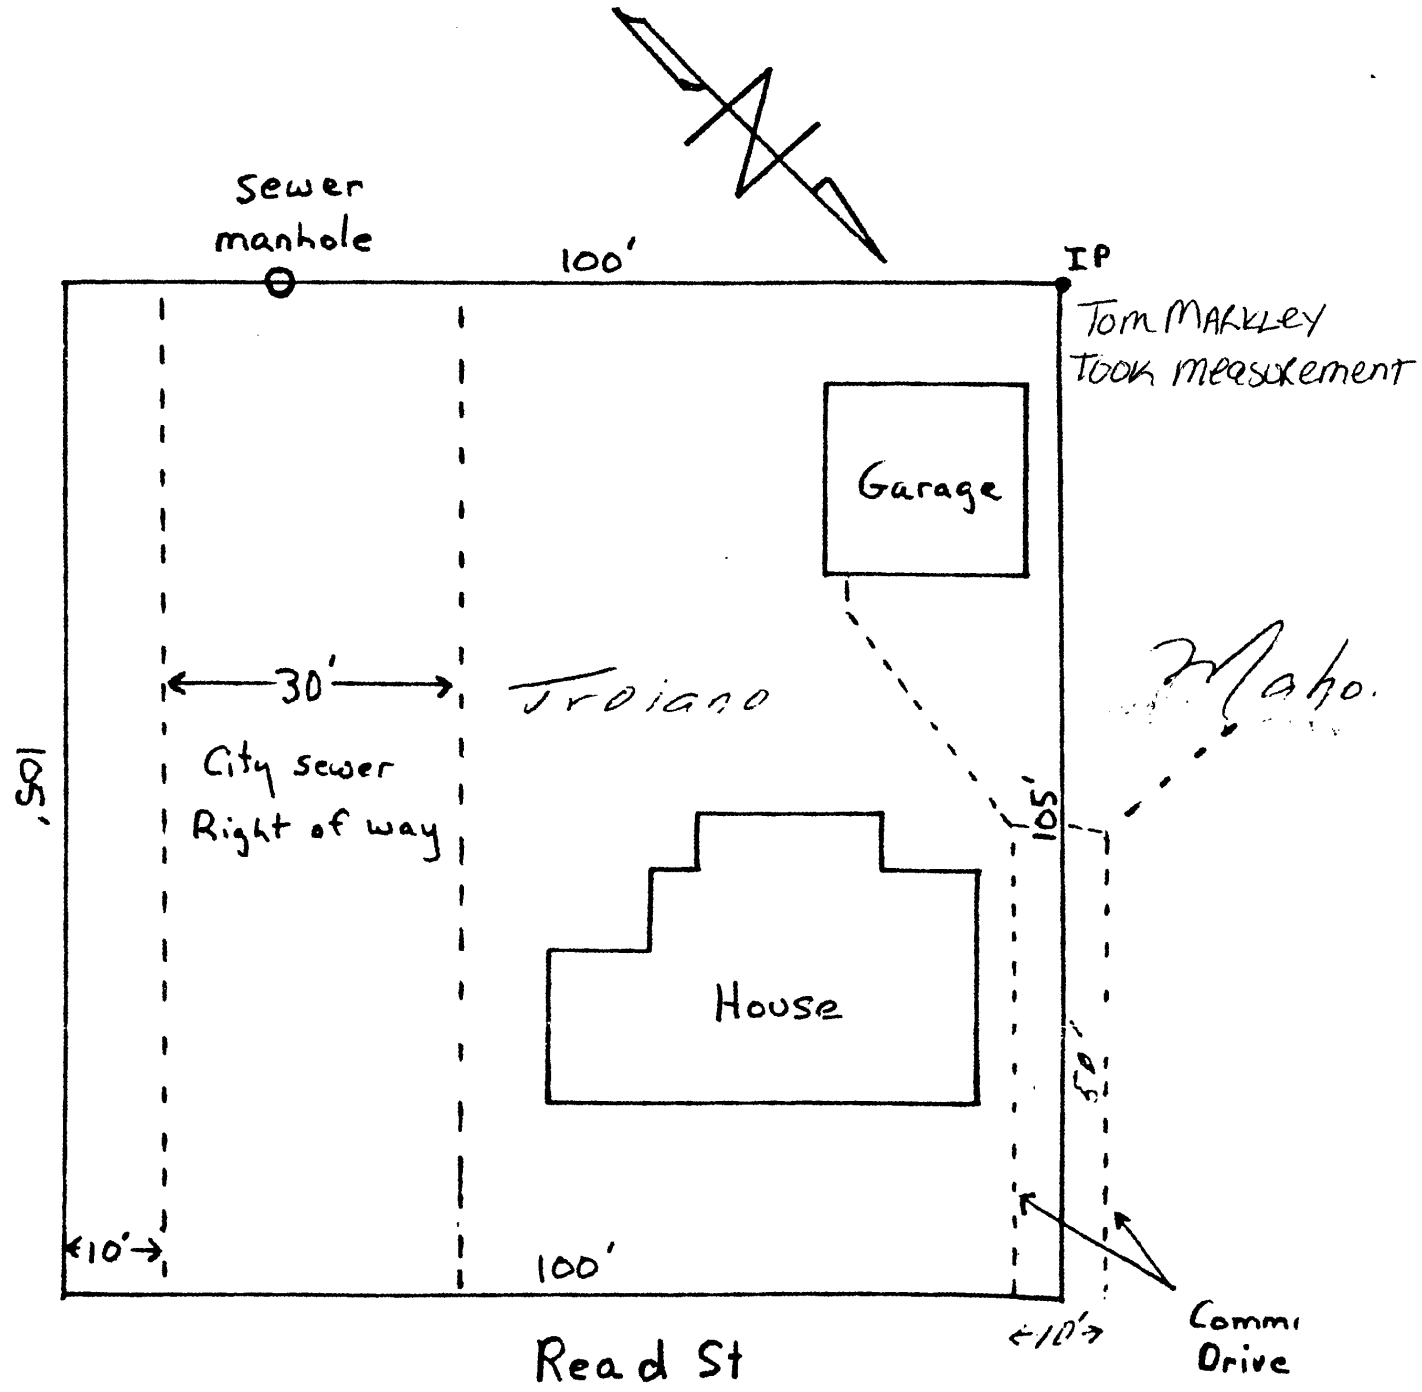 N
sewer
manhole
100'
IP
Tom MARKLEY
TOOK measurement
Garage
30'
Troiano
Maho.
City sewer
Right of way
105'
105'
House
50'
10'
100'
10'
Comm
Drive
Read St